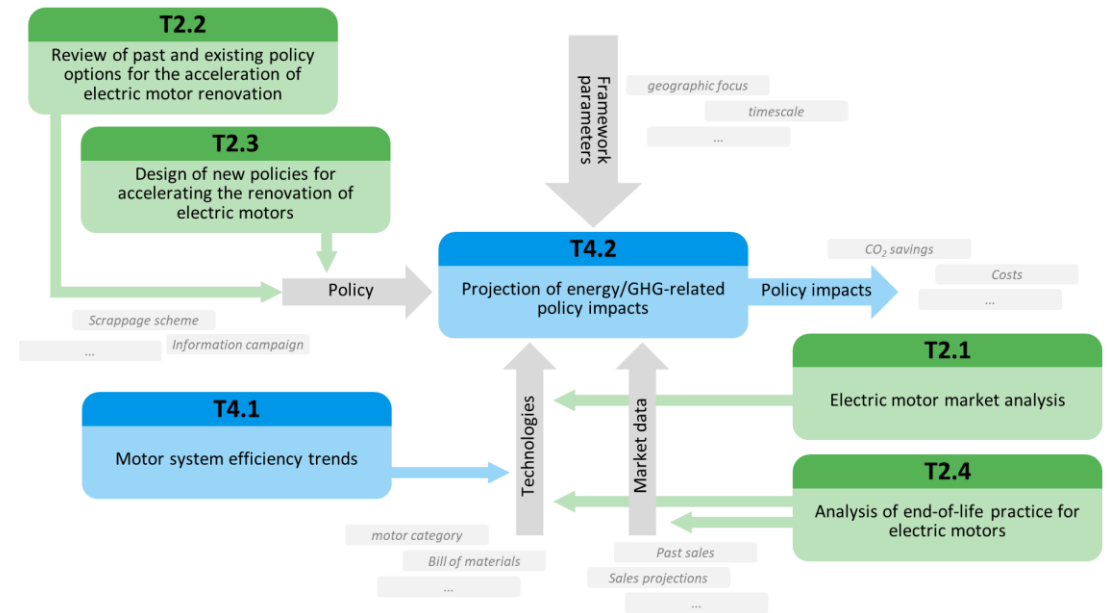 T2.2
Review of past and existing policy
options for the acceleration of
electric motor renovation
T2.3
Design of new policies for
accelerating the renovation of
electric motors
Framework
parameters
geographic focus
timescale
...
Policy
Scrappage scheme
...
Information campaign
T4.2
Projection of energy/GHG-related
policy impacts
Policy impacts
CO₂ savings
Costs
...
T4.1
Motor system efficiency trends
Technologies
Market data
T2.1
Electric motor market analysis
T2.4
Analysis of end-of-life practice for
electric motors
motor category
Bill of materials
...
Past sales
Sales projections
...